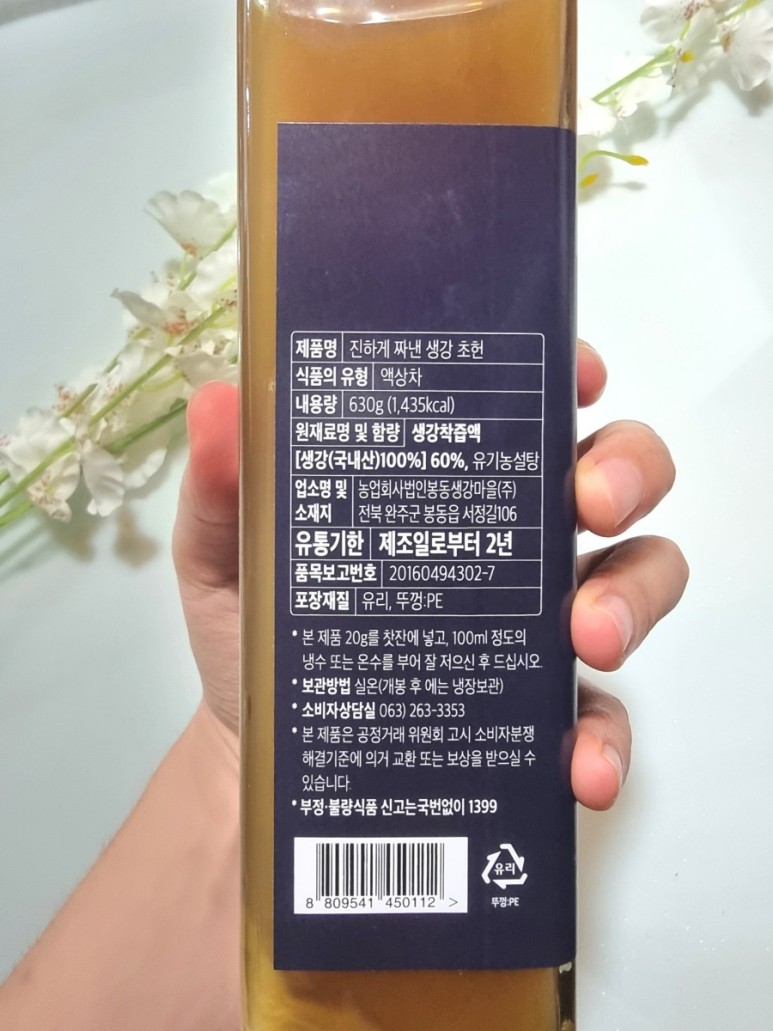 제품명 진하게 짜낸 생강 초헌
식품의 유형 액상차
내용량 630g (1,435kcal)
원재료명 및 함량 생강착즙액
[생강(국내산)100%] 60%, 유기농설탕
업소명 및 소재지 농업회사법인봉동생강마을(주)
전북 완주군 봉동읍 서정길106
유통기한 제조일로부터 2년
품목보고번호 20160494302-7
포장재질 유리, 뚜껑:PE
* 본 제품 20g를 찻잔에 넣고, 100ml 정도의
냉수 또는 온수를 부어 잘 저으신 후 드십시오.
* 보관방법 실온(개봉 후 에는 냉장보관)
* 소비자상담실 063) 263-3353
* 본 제품은 공정거래 위원회 고시 소비자분쟁
해결기준에 의거 교환 또는 보상을 받으실 수
있습니다.
* 부정·불량식품 신고는국번없이 1399
8 809541 450112 >
유리
뚜껑:PE